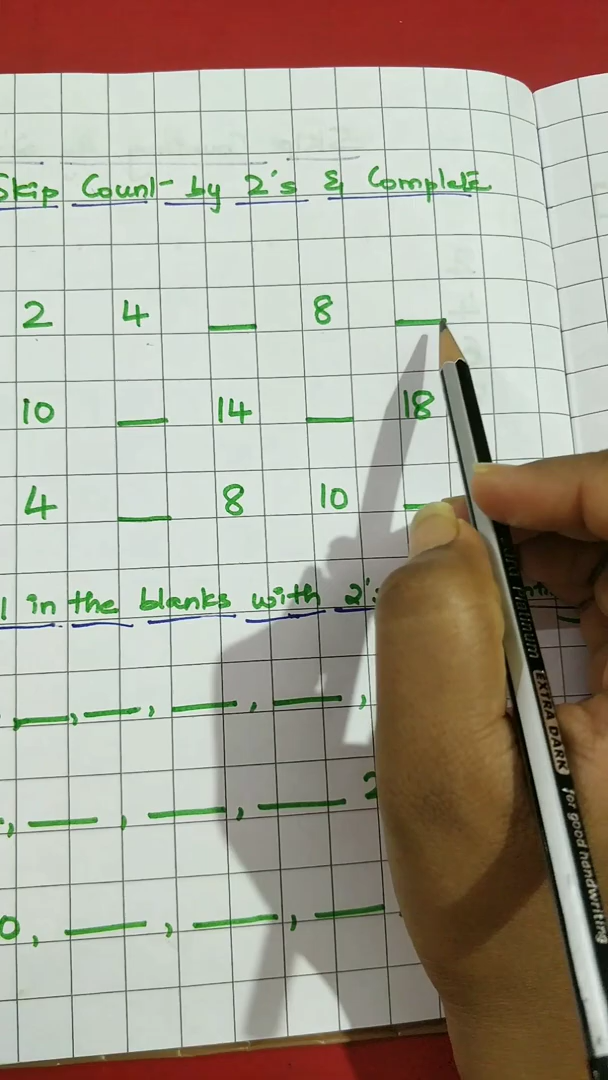 Skip Count by 2's & Complete
2 4 __ 8 __
10 __ 14 __ 18
4 __ 8 10 __
in the blanks with 2's
, __, __, __, __,
, __, __, __ 2
0, __, __, __
Platinum EXTRA DARK for good handwriting